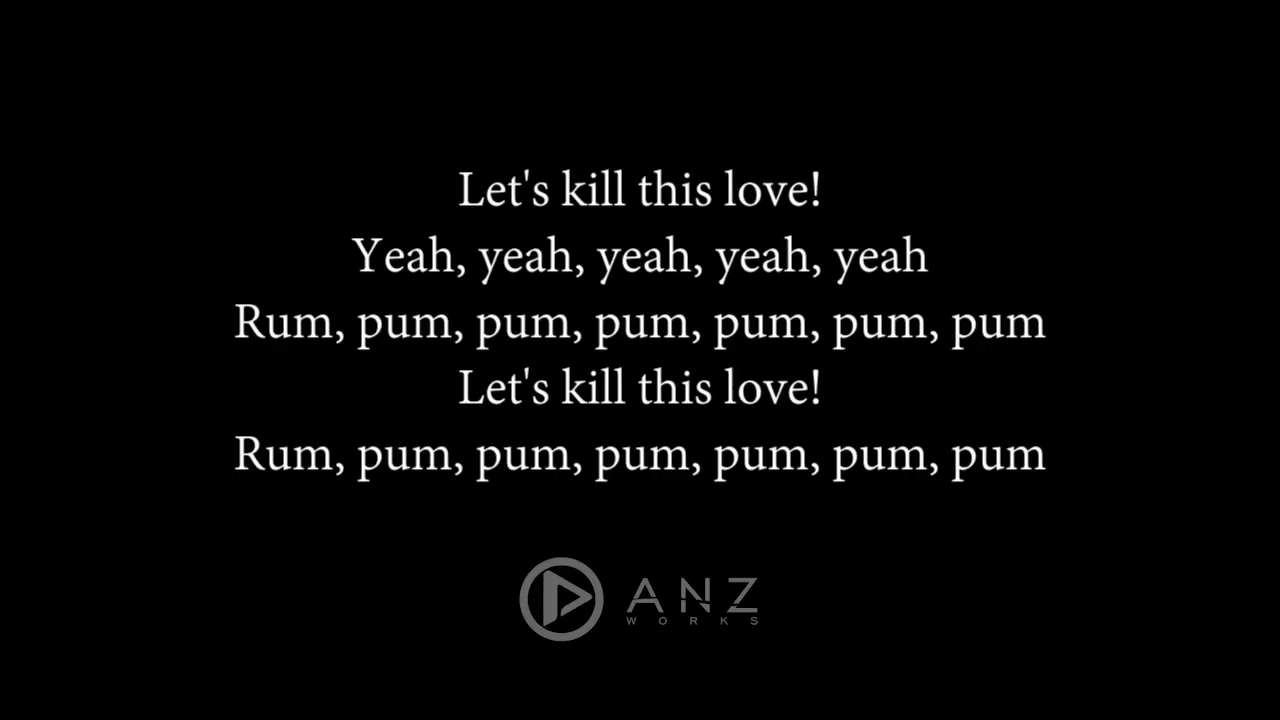 Let's kill this love!
Yeah, yeah, yeah, yeah, yeah
Rum, pum, pum, pum, pum, pum, pum
Let's kill this love!
Rum, pum, pum, pum, pum, pum, pum
ANZ
WORKS